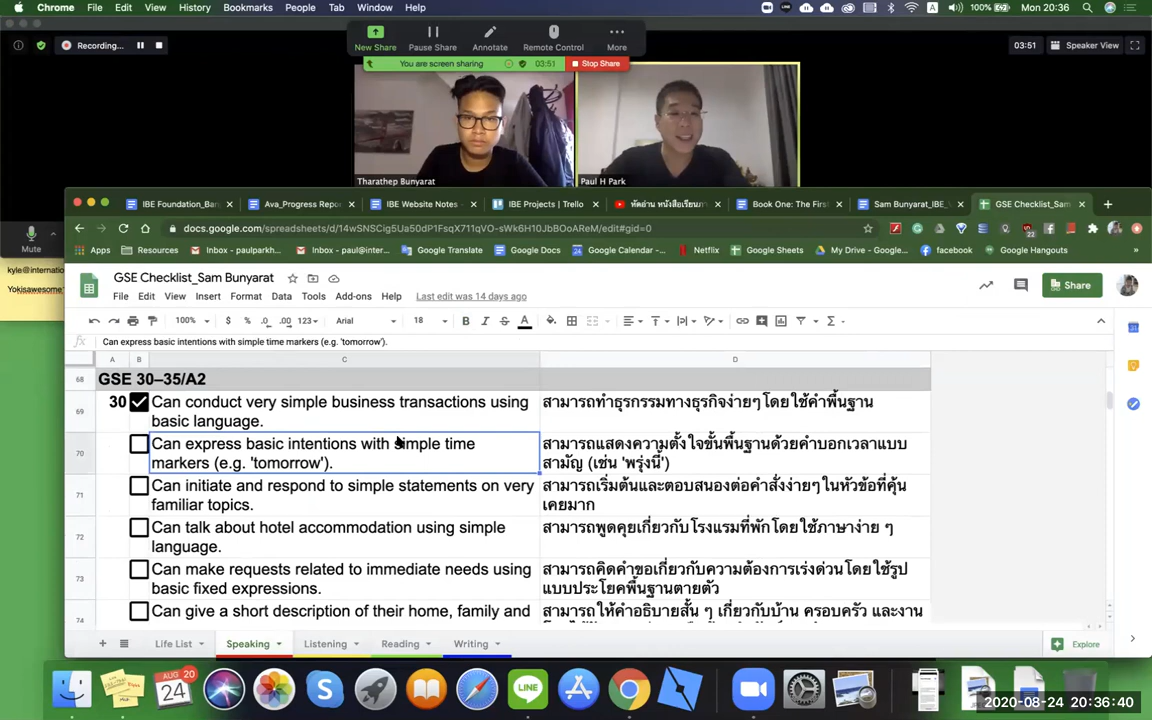 Chrome File Edit View History Bookmarks People Tab Window Help 100% Mon 20:36
Recording... New Share Pause Share Annotate Remote Control More 03:51 Speaker View
You are screen sharing 03:51 Stop Share
Tharathep Bunyarat Paul H Park
IBE Foundation_Ban Ava_Progress Repo IBE Website Notes - IBE Projects | Trello Book One: The First Sam Bunyarat_IBE_ GSE Checklist_Sam
Mute docs.google.com/spreadsheets/d/14wSNSCig5Ua50dP1FsqX711qVO-sWk6H10JbBOoAReM/edit#gid=0
Apps Resources Inbox - paulparkh Inbox - paul@inter Google Translate Google Docs Google Calendar -... Netflix Google Sheets My Drive - Google... facebook Google Hangouts
kyle@internation
Yokisawesome
GSE Checklist_Sam Bunyarat Share
File Edit View Insert Format Data Tools Add-ons Help Last edit was 14 days ago
100% $ % .0 .00 123 Arial 18 B I S A
fx Can express basic intentions with simple time markers (e.g. 'tomorrow').
A B C D
68 GSE 30–35/A2
69 30 Can conduct very simple business transactions using สามารถทำธุรกรรมทางธุรกิจง่ายๆ โดยใช้คำพื้นฐาน
basic language.
70 Can express basic intentions with simple time สามารถแสดงความตั้งใจขั้นพื้นฐานด้วยคำบอกเวลาแบบ
markers (e.g. 'tomorrow'). สามัญ (เช่น 'พรุ่งนี้')
71 Can initiate and respond to simple statements on very สามารถเริ่มต้นและตอบสนองต่อคำสั่งง่ายๆ ในหัวข้อที่คุ้น
familiar topics. เคยมาก
72 Can talk about hotel accommodation using simple สามารถพูดคุยเกี่ยวกับโรงแรมที่พักโดยใช้ภาษาง่าย ๆ
language.
73 Can make requests related to immediate needs using สามารถคิดคำขอเกี่ยวกับความต้องการเร่งด่วนโดยใช้รูป
basic fixed expressions. แบบประโยคพื้นฐานตายตัว
74 Can give a short description of their home, family and สามารถให้คำอธิบายสั้น ๆ เกี่ยวกับบ้าน ครอบครัว และงาน
Life List Speaking Listening Reading Writing Explore
AUG 20
24
LINE
2020-08-24 20:36:40